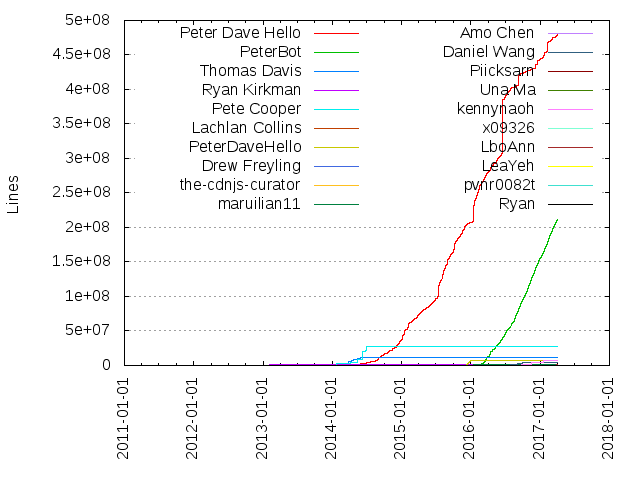 5e+08
4.5e+08
4e+08
3.5e+08
3e+08
2.5e+08
2e+08
1.5e+08
1e+08
5e+07
0
Lines
Peter Dave Hello
PeterBot
Thomas Davis
Ryan Kirkman
Pete Cooper
Lachlan Collins
PeterDaveHello
Drew Freyling
the-cdnjs-curator
maruilian11
Amo Chen
Daniel Wang
Piicksarn
Una Ma
kennynaoh
x09326
LboAnn
LeaYeh
pvnr0082t
Ryan
2011-01-01
2012-01-01
2013-01-01
2014-01-01
2015-01-01
2016-01-01
2017-01-01
2018-01-01